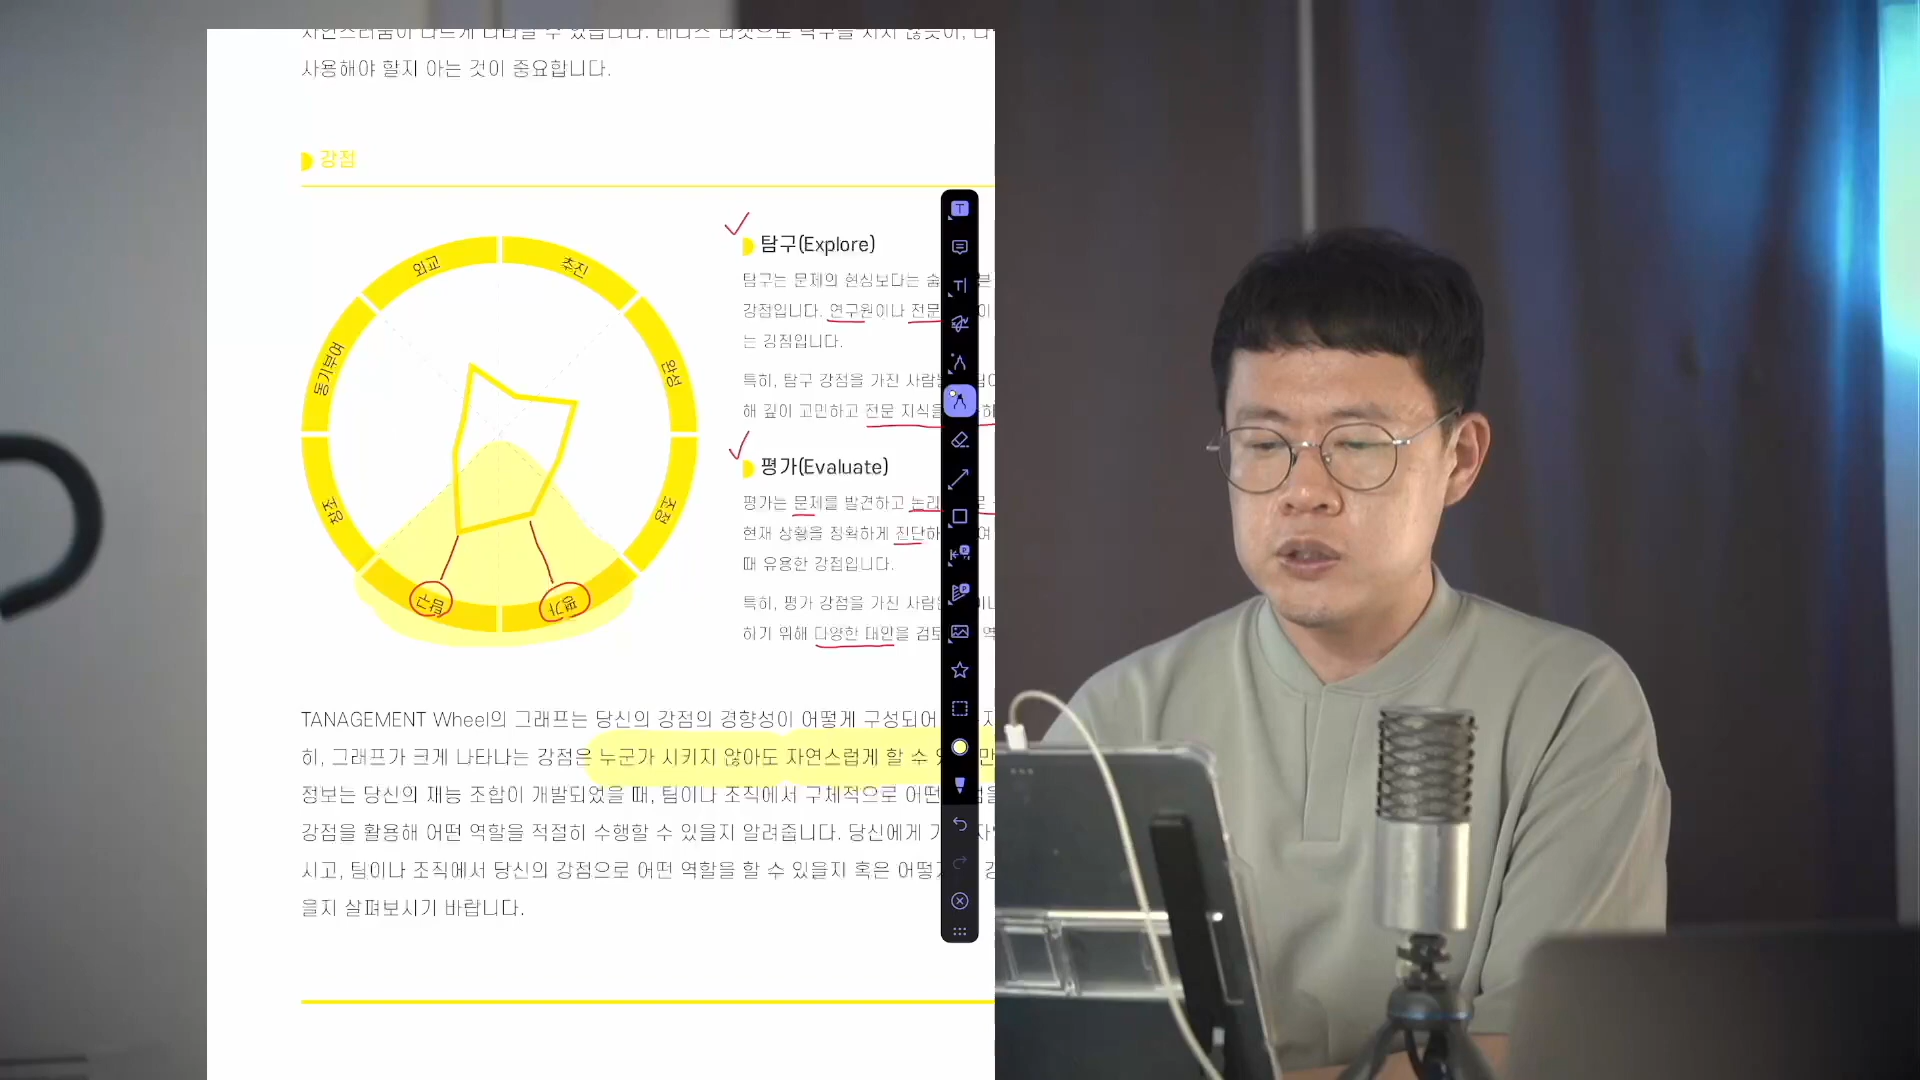 사용해야 할지 아는 것이 중요합니다.
강점
외교
추진
동기부여
완성
창조
조정
탐구
평가
탐구(Explore)
탐구는 문제의 현상보다는 숨
강점입니다. 연구원이나 전문
는 강점입니다.
특히, 탐구 강점을 가진 사람
해 깊이 고민하고 전문 지식을
평가(Evaluate)
평가는 문제를 발견하고 논리
현재 상황을 정확하게 진단하 여
때 유용한 강점입니다.
특히, 평가 강점을 가진 사람
하기 위해 다양한 대안을 검토 역
TANAGEMENT Wheel의 그래프는 당신의 강점의 경향성이 어떻게 구성되어 지
히, 그래프가 크게 나타나는 강점은 누군가 시키지 않아도 자연스럽게 할 수 만
정보는 당신의 재능 조합이 개발되었을 때, 팀이나 조직에서 구체적으로 어떤
강점을 활용해 어떤 역할을 적절히 수행할 수 있을지 알려줍니다. 당신에게
시고, 팀이나 조직에서 당신의 강점으로 어떤 역할을 할 수 있을지 혹은 어떻게
을지 살펴보시기 바랍니다.